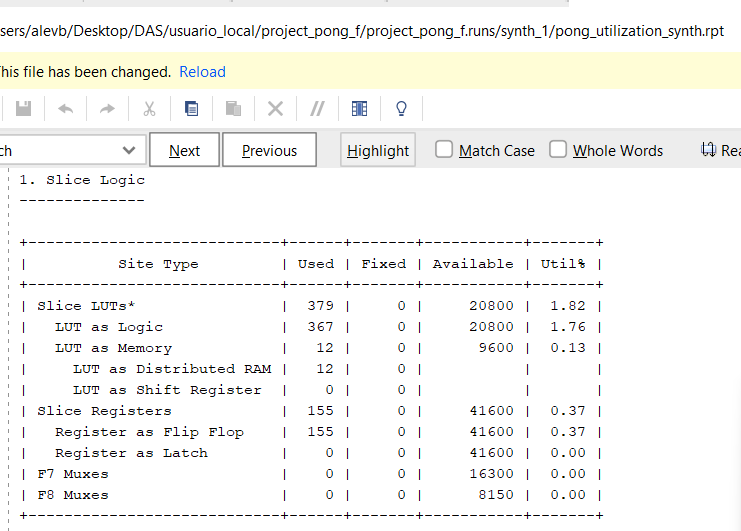 sers/alevb/Desktop/DAS/usuario_local/project_pong_f/project_pong_f.runs/synth_1/pong_utilization_synth.rpt
his file has been changed. Reload
ch Next Previous Highlight Match Case Whole Words Rea
1. Slice Logic
--------------
+----------------------------+------+-------+-----------+-------+
| Site Type | Used | Fixed | Available | Util% |
+----------------------------+------+-------+-----------+-------+
| Slice LUTs* | 379 | 0 | 20800 | 1.82 |
| LUT as Logic | 367 | 0 | 20800 | 1.76 |
| LUT as Memory | 12 | 0 | 9600 | 0.13 |
| LUT as Distributed RAM | 12 | 0 | | |
| LUT as Shift Register | 0 | 0 | | |
| Slice Registers | 155 | 0 | 41600 | 0.37 |
| Register as Flip Flop | 155 | 0 | 41600 | 0.37 |
| Register as Latch | 0 | 0 | 41600 | 0.00 |
| F7 Muxes | 0 | 0 | 16300 | 0.00 |
| F8 Muxes | 0 | 0 | 8150 | 0.00 |
+----------------------------+------+-------+-----------+-------+